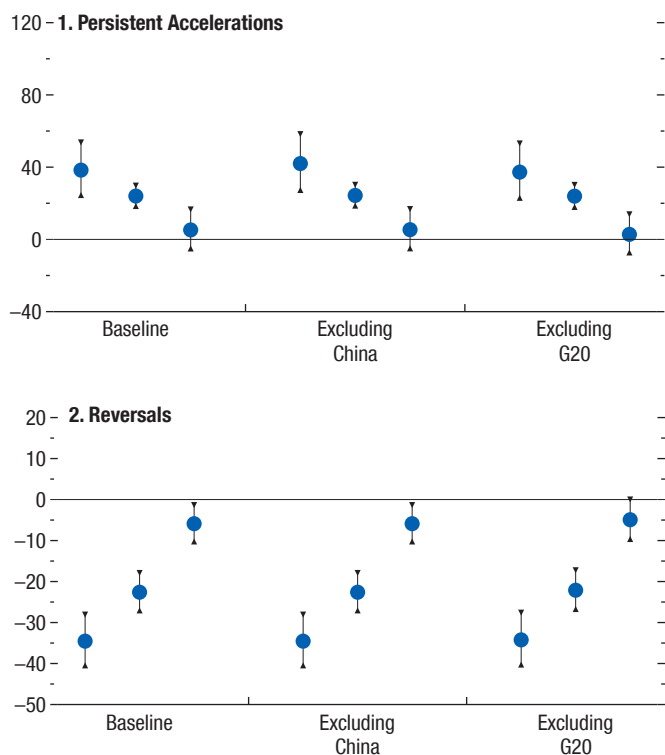 1. Persistent Accelerations
120
80
40
0
–40
Baseline
Excluding
China
Excluding
G20
2. Reversals
20
10
0
–10
–20
–30
–40
–50
Baseline
Excluding
China
Excluding
G20